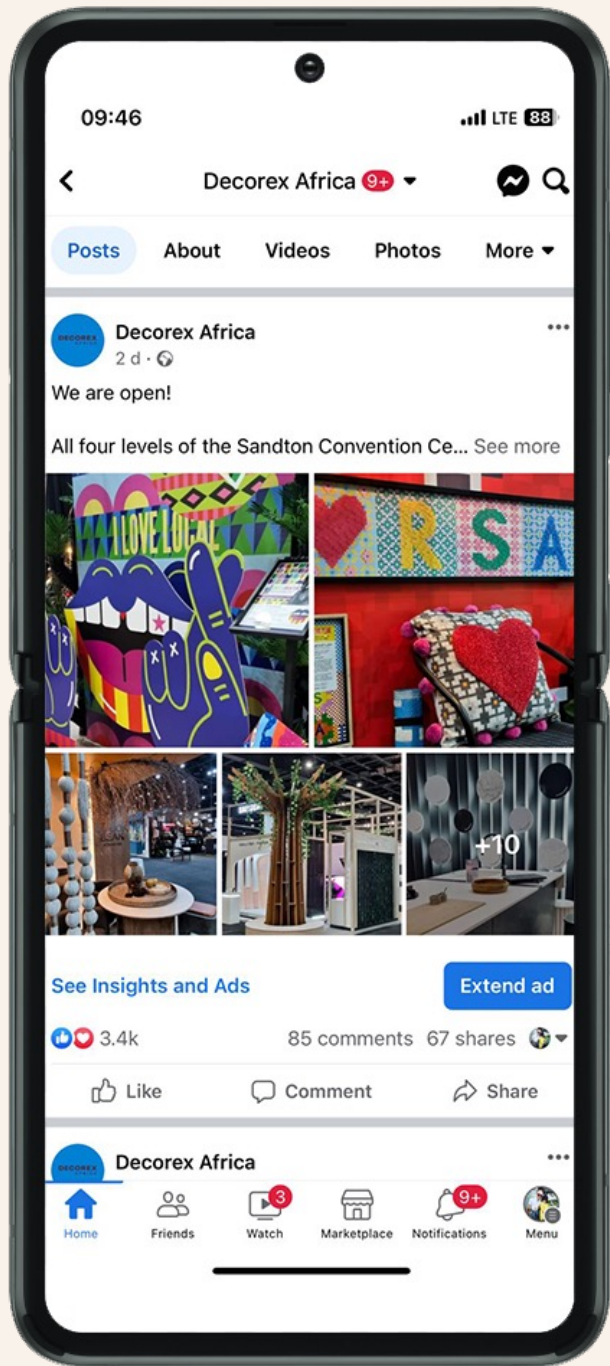 09:46
LTE 88
Decorex Africa 9+
Posts About Videos Photos More
DECOREX
AFRICA
Decorex Africa
2 d ·
We are open!
All four levels of the Sandton Convention Ce... See more
I LOVE LOCAL
RSA
+10
See Insights and Ads
Extend ad
3.4k
85 comments 67 shares
Like Comment Share
DECOREX
Decorex Africa
3 9+
Home Friends Watch Marketplace Notifications Menu